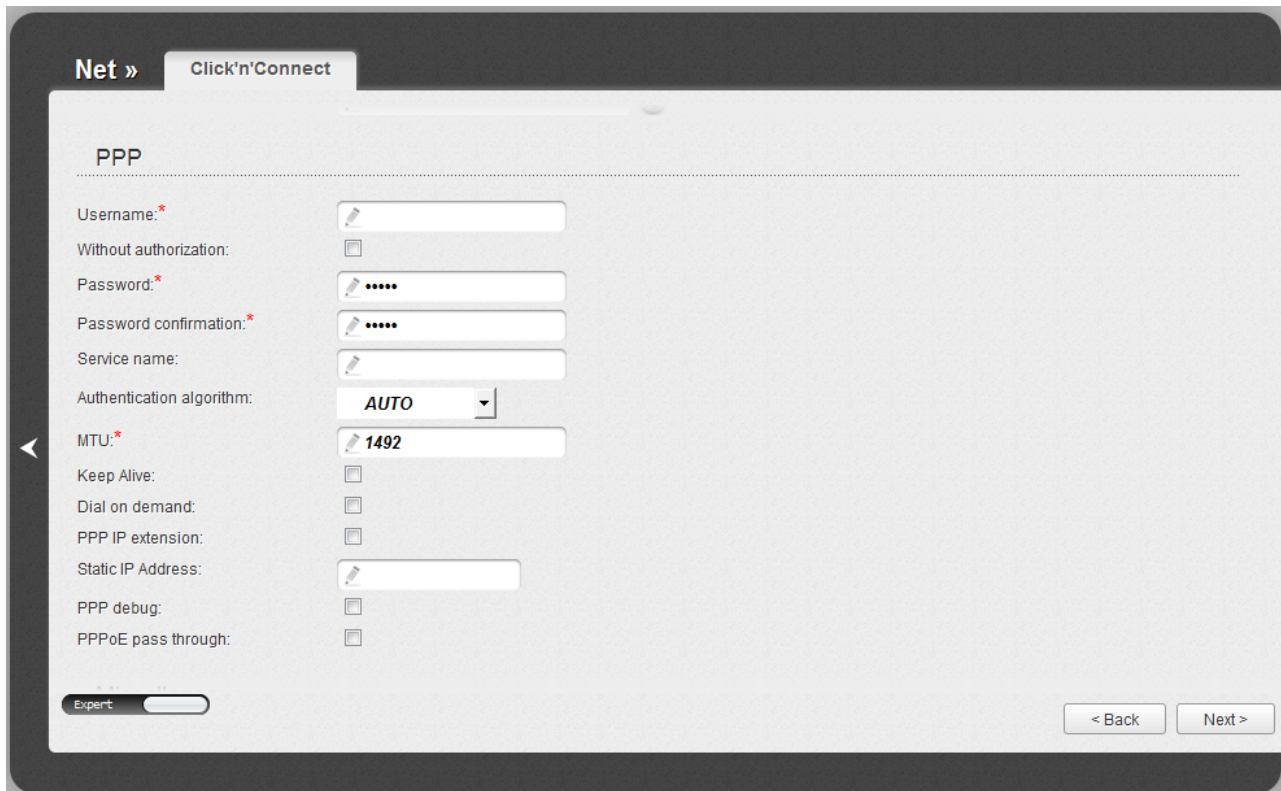 Net » Click'n'Connect
PPP
Username:*
Without authorization:
Password:* •••••
Password confirmation:* •••••
Service name:
Authentication algorithm: AUTO
MTU:* 1492
Keep Alive:
Dial on demand:
PPP IP extension:
Static IP Address:
PPP debug:
PPPoE pass through:
Expert
< Back Next >